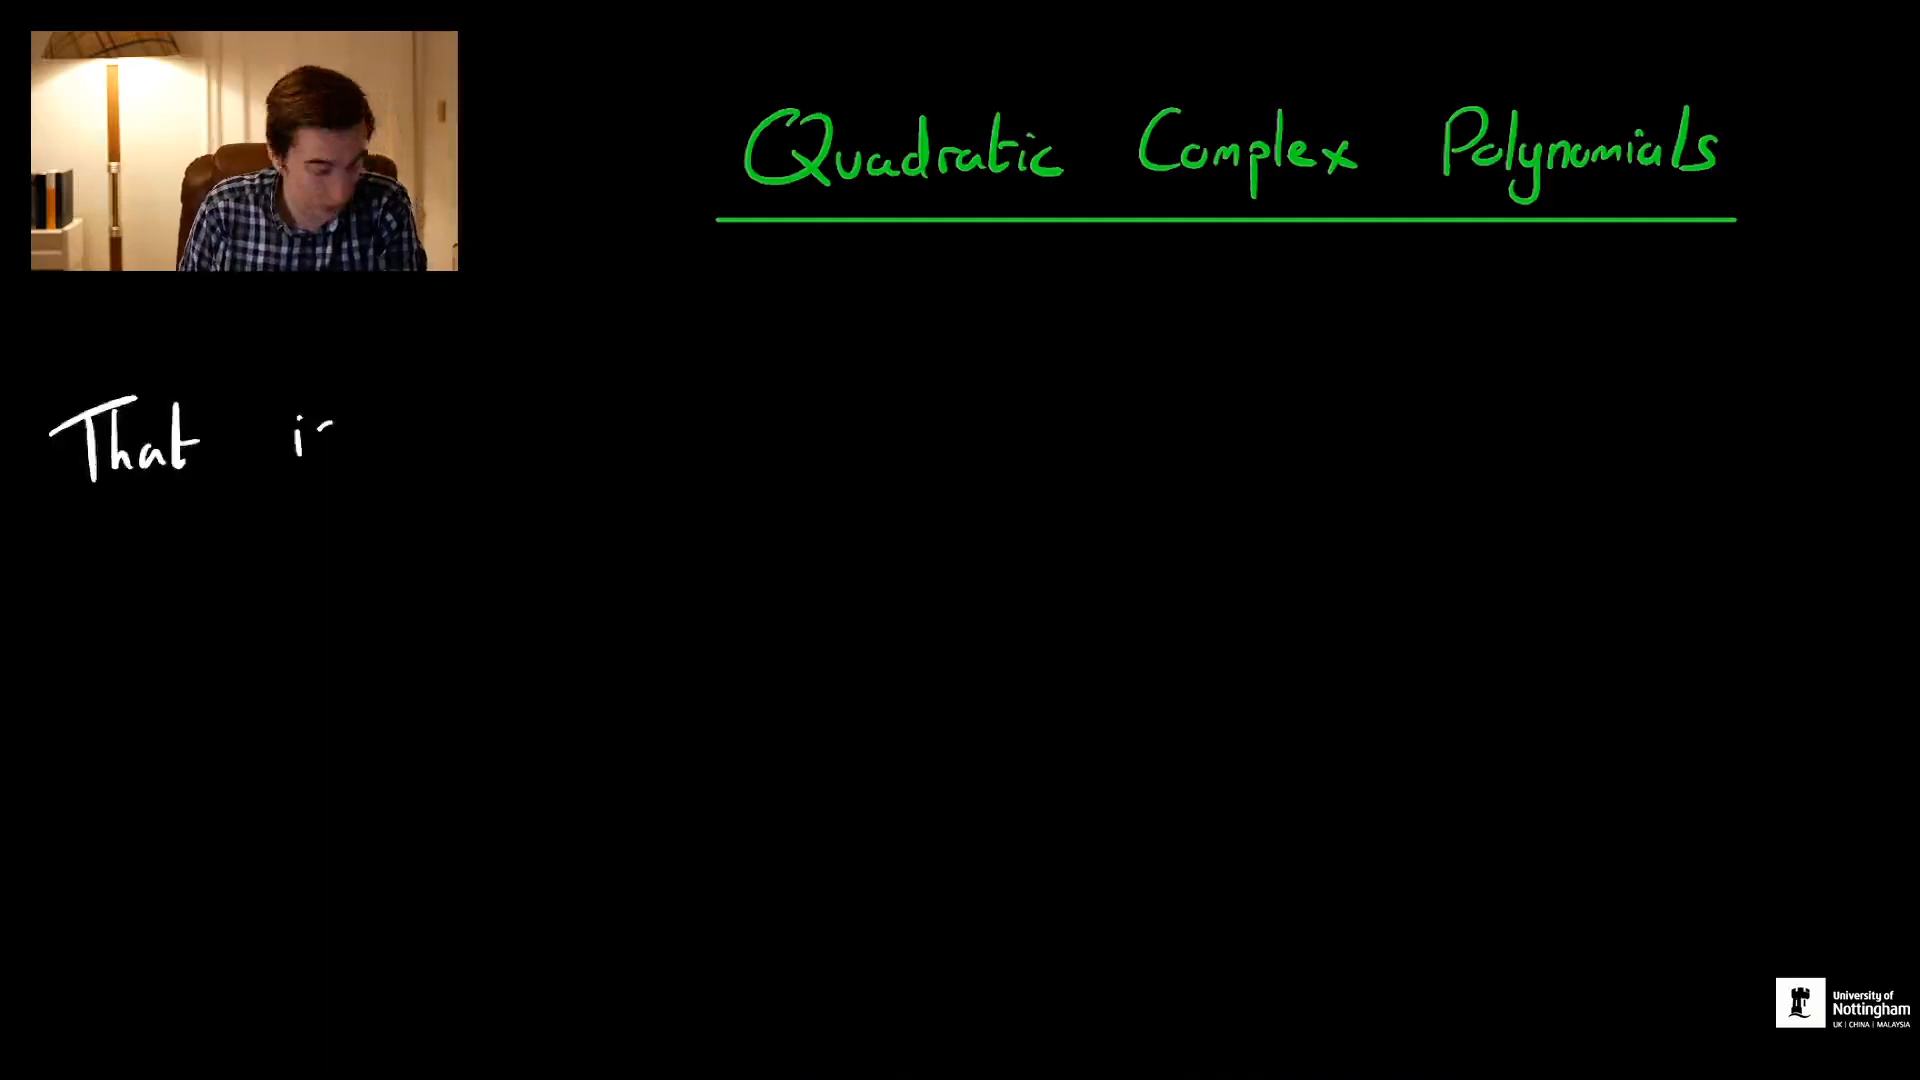 Quadratic Complex Polynomials
That i
University of
Nottingham
UK | CHINA | MALAYSIA